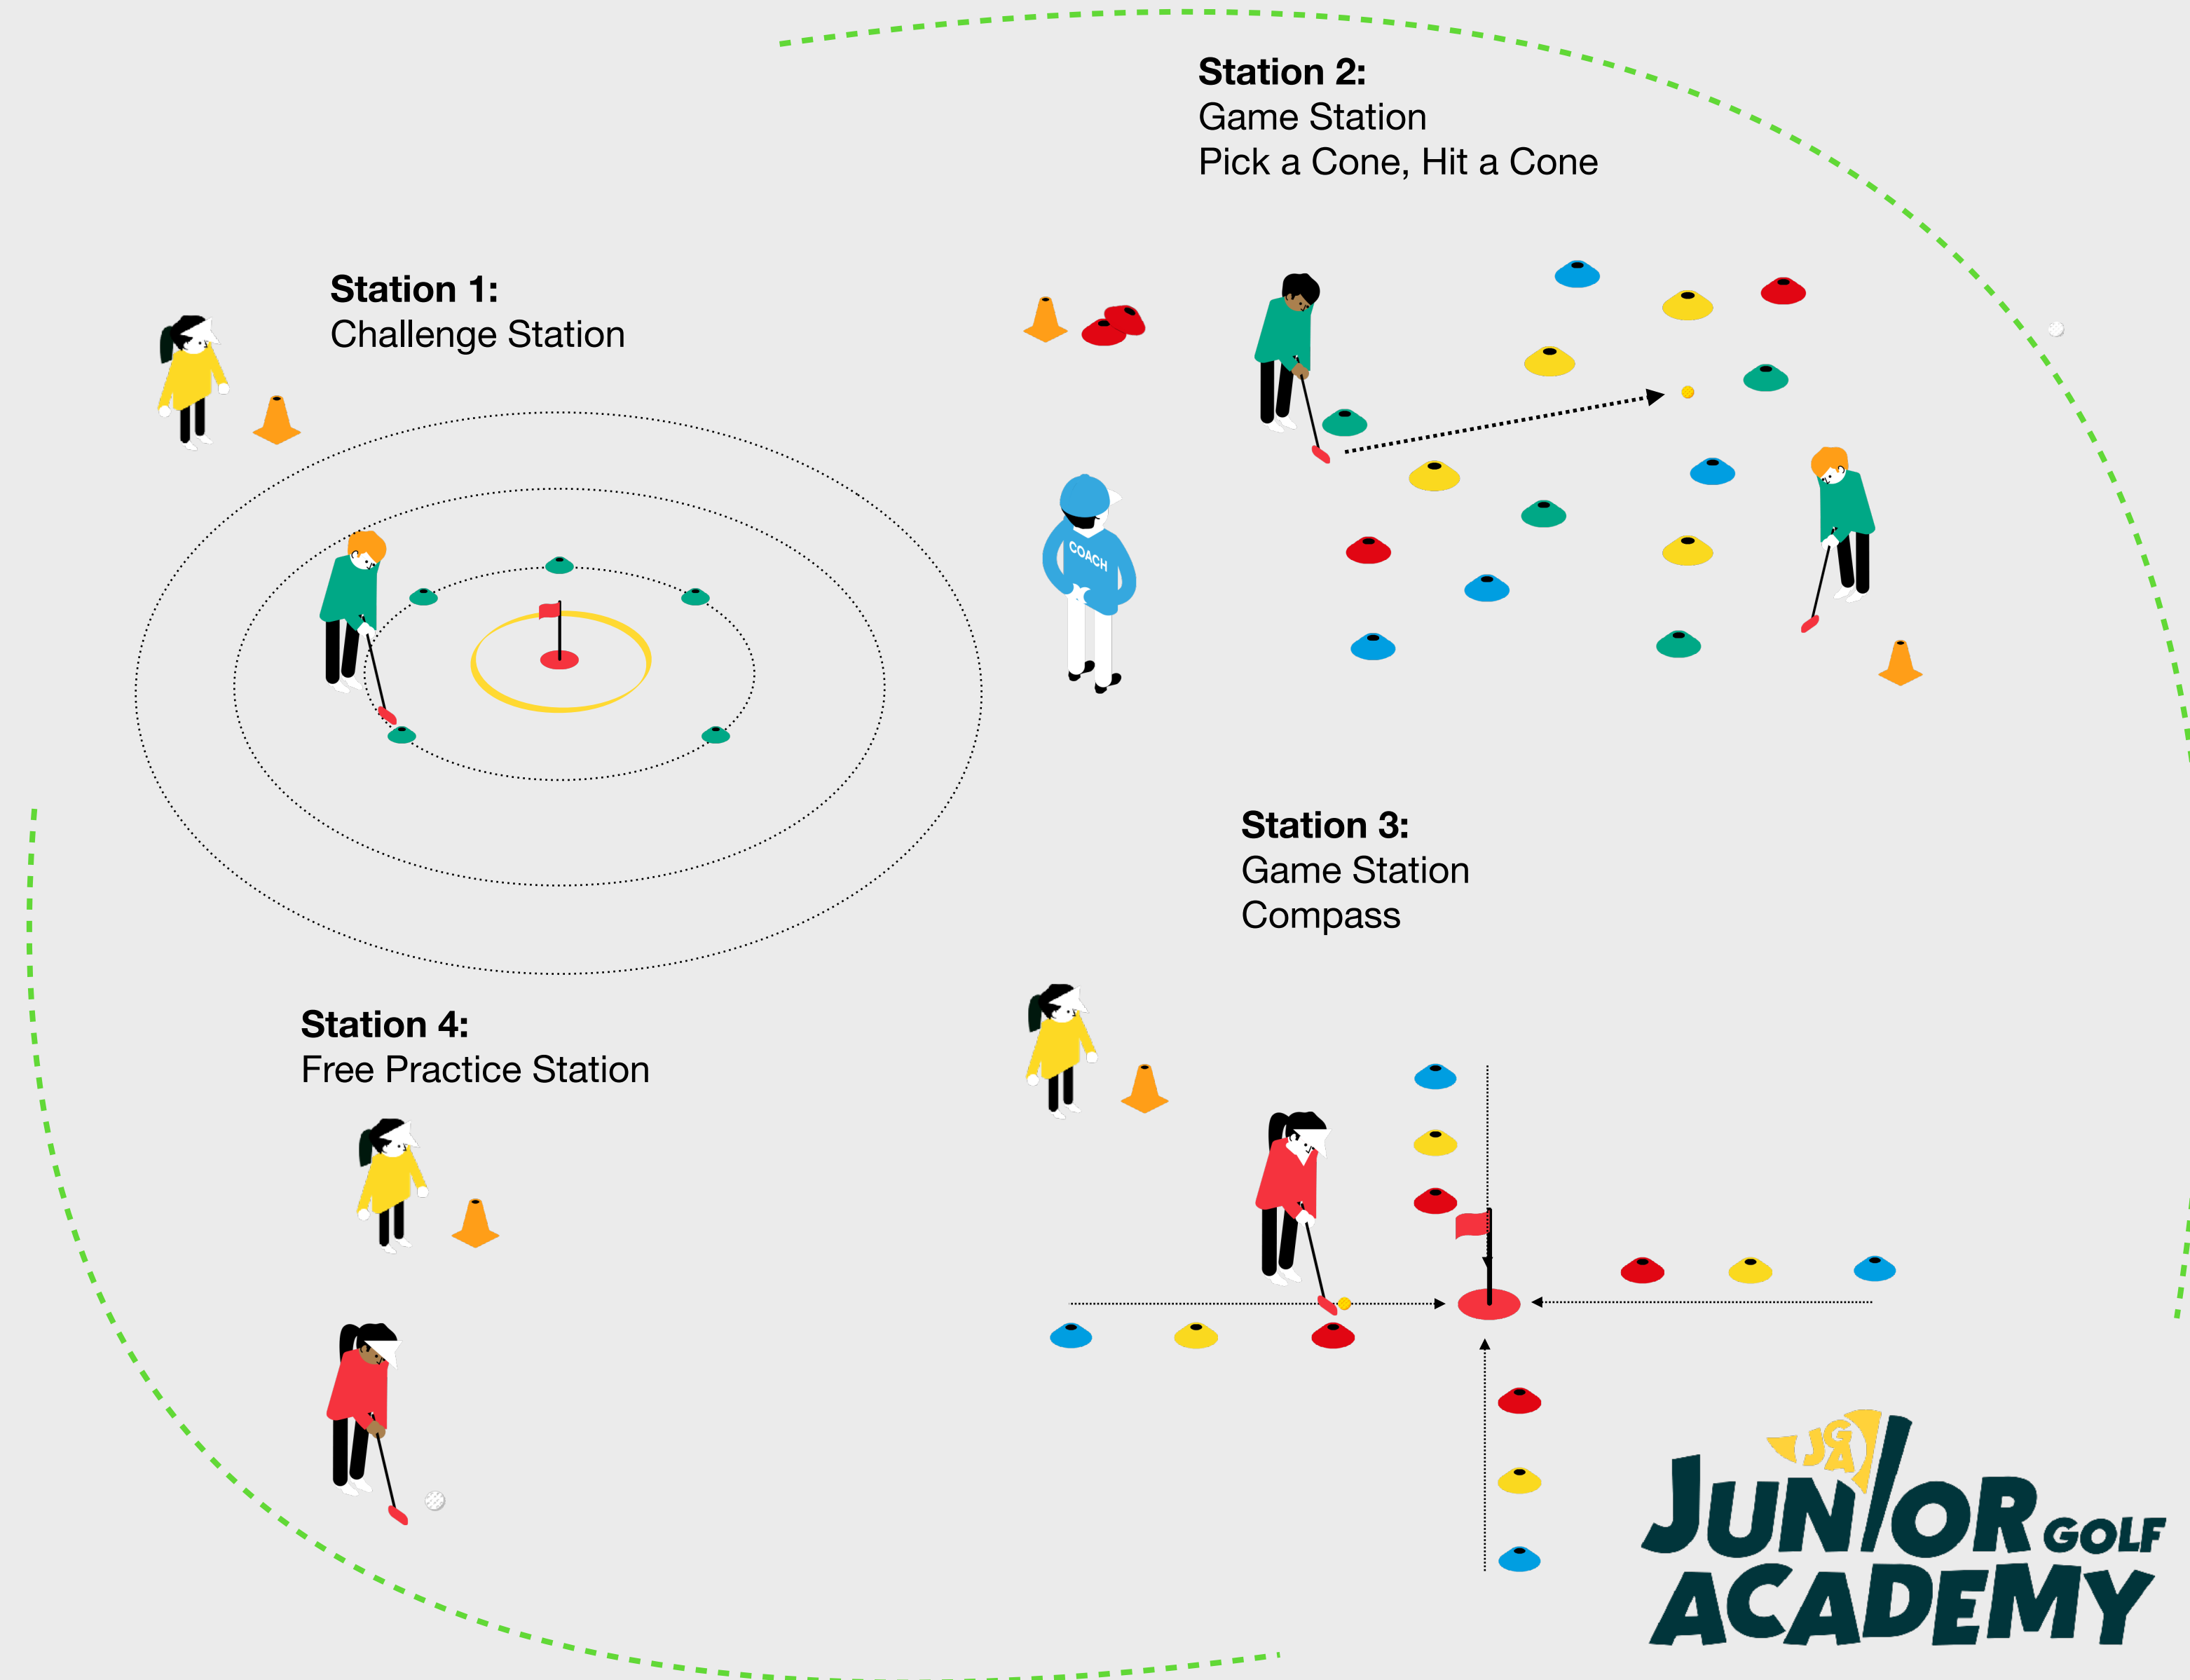 Station 2:
Game Station
Pick a Cone, Hit a Cone
Station 1:
Challenge Station
COACH
Station 3:
Game Station
Compass
Station 4:
Free Practice Station
JGA
JUNIOR GOLF
ACADEMY